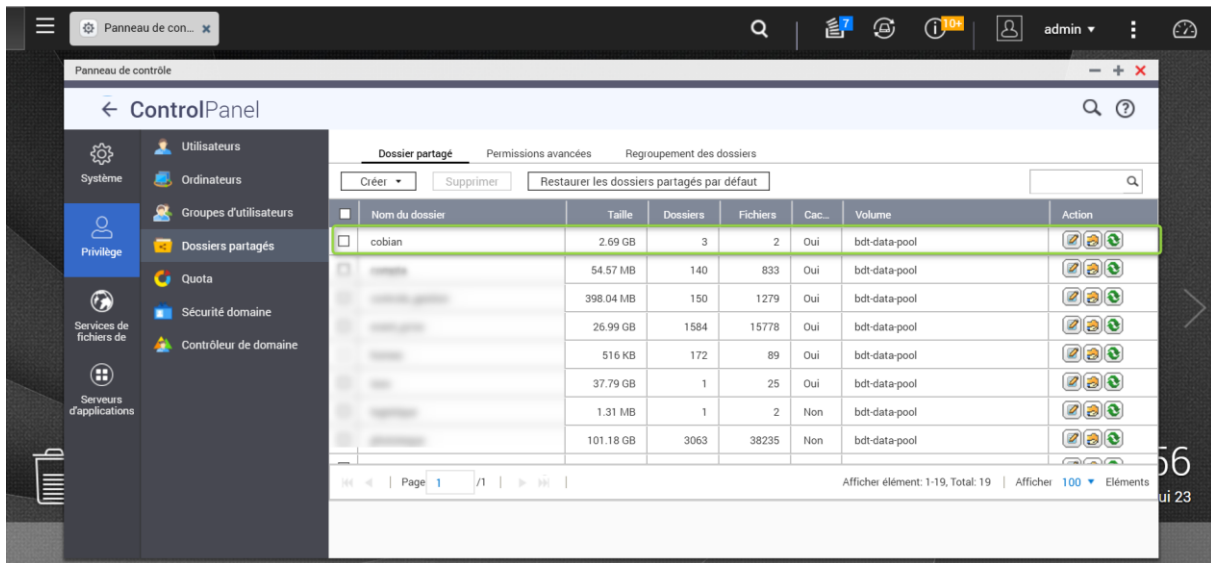 Panneau de con...
7
10+
admin
Panneau de contrôle
ControlPanel
Système
Privilège
Services de
fichiers de
Serveurs
d'applications
Utilisateurs
Ordinateurs
Groupes d'utilisateurs
Dossiers partagés
Quota
Sécurité domaine
Contrôleur de domaine
Dossier partagé Permissions avancées Regroupement des dossiers
Créer Supprimer Restaurer les dossiers partagés par défaut
Nom du dossier Taille Dossiers Fichiers Cac... Volume Action
cobian 2.69 GB 3 2 Oui bdt-data-pool
54.57 MB 140 833 Oui bdt-data-pool
398.04 MB 150 1279 Oui bdt-data-pool
26.99 GB 1584 15778 Oui bdt-data-pool
516 KB 172 89 Oui bdt-data-pool
37.79 GB 1 25 Oui bdt-data-pool
1.31 MB 1 2 Non bdt-data-pool
101.18 GB 3063 38235 Non bdt-data-pool
Page 1 /1 Afficher élément: 1-19, Total: 19 Afficher 100 Eléments
56
ui 23